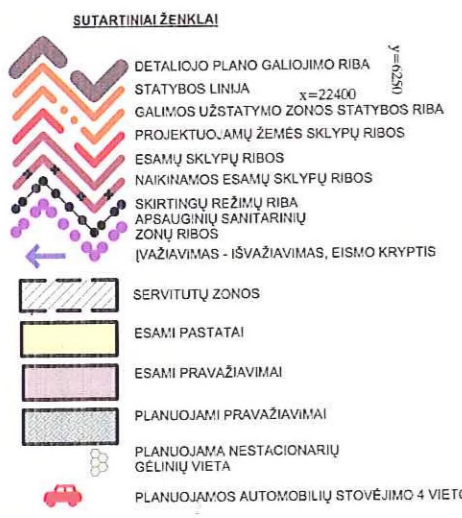 SUTARTINIAI ŽENKLAI
DETALIOJO PLANO GALIOJIMO RIBA
STATYBOS LINIJA
x=22400
y=6250
GALIMOS UŽSTATYMO ZONOS STATYBOS RIBA
PROJEKTUOJAMŲ ŽEMĖS SKLYPŲ RIBOS
ESAMŲ SKLYPŲ RIBOS
NAIKINAMOS ESAMŲ SKLYPŲ RIBOS
SKIRTINGŲ REŽIMŲ RIBA
APSAUGINIŲ SANITARINIŲ
ZONŲ RIBOS
ĮVAŽIAVIMAS - IŠVAŽIAVIMAS, EISMO KRYPTIS
SERVITUTŲ ZONOS
ESAMI PASTATAI
ESAMI PRAVAŽIAVIMAI
PLANUOJAMI PRAVAŽIAVIMAI
PLANUOJAMA NESTACIONARIŲ
GĖLINIŲ VIETA
PLANUOJAMOS AUTOMOBILIŲ STOVĖJIMO 4 VIETO